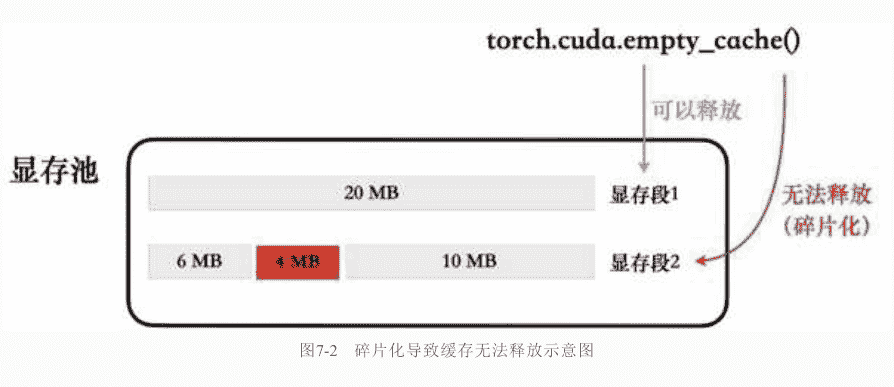 torch.cuda.empty_cache()
可以释放
显存池
20 MB
显存段1
无法释放
(碎片化)
6 MB
4 MB
10 MB
显存段2
图7-2 碎片化导致缓存无法释放示意图